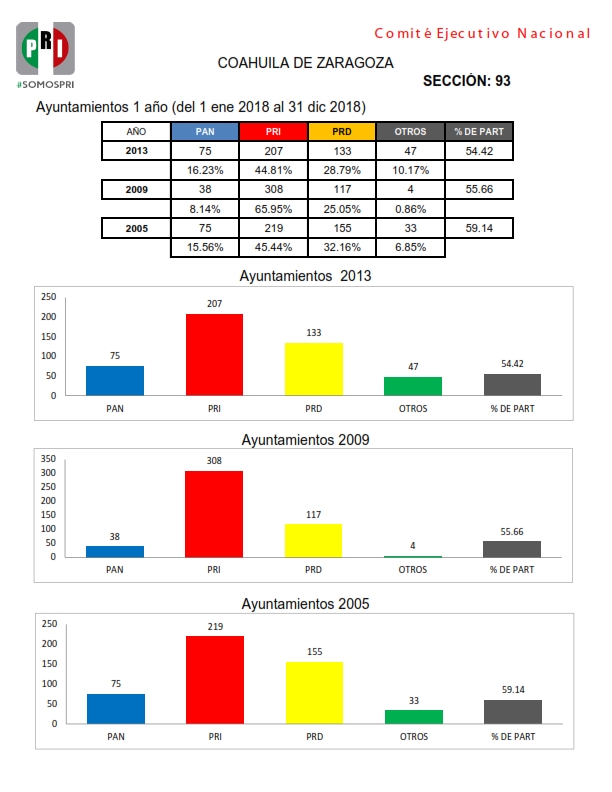 Comité Ejecutivo Nacional
PRI
#SOMOSPRI
COAHUILA DE ZARAGOZA
SECCIÓN: 93
Ayuntamientos 1 año (del 1 ene 2018 al 31 dic 2018)
AÑO PAN PRI PRD OTROS % DE PART
2013 75 207 133 47 54.42
16.23% 44.81% 28.79% 10.17%
2009 38 308 117 4 55.66
8.14% 65.95% 25.05% 0.86%
2005 75 219 155 33 59.14
15.56% 45.44% 32.16% 6.85%
Ayuntamientos 2013
250
200
150
100
50
0
75 207 133 47 54.42
PAN PRI PRD OTROS % DE PART
Ayuntamientos 2009
350
300
250
200
150
100
50
0
38 308 117 4 55.66
PAN PRI PRD OTROS % DE PART
Ayuntamientos 2005
250
200
150
100
50
0
75 219 155 33 59.14
PAN PRI PRD OTROS % DE PART